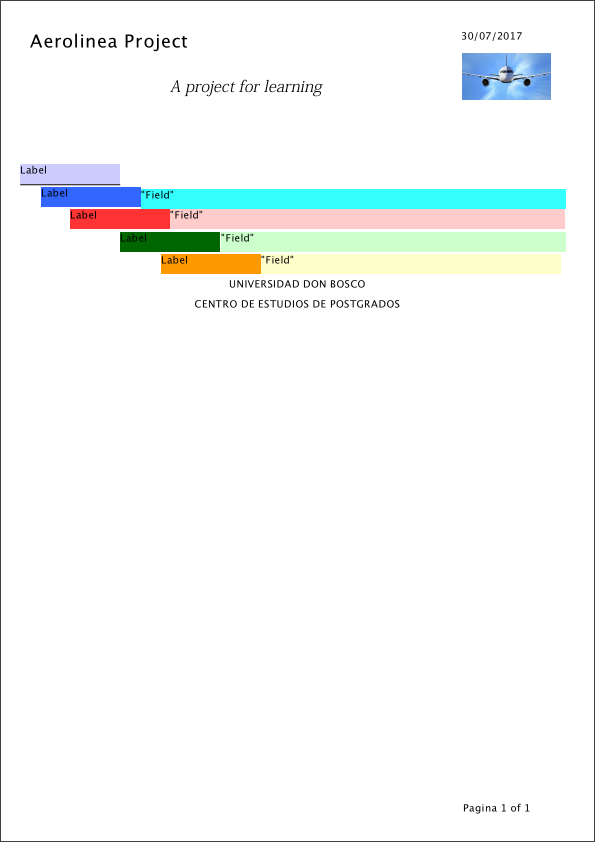 Aerolinea Project
30/07/2017
A project for learning
Label
Label "Field"
Label "Field"
Label "Field"
Label "Field"
UNIVERSIDAD DON BOSCO
CENTRO DE ESTUDIOS DE POSTGRADOS
Pagina 1 of 1